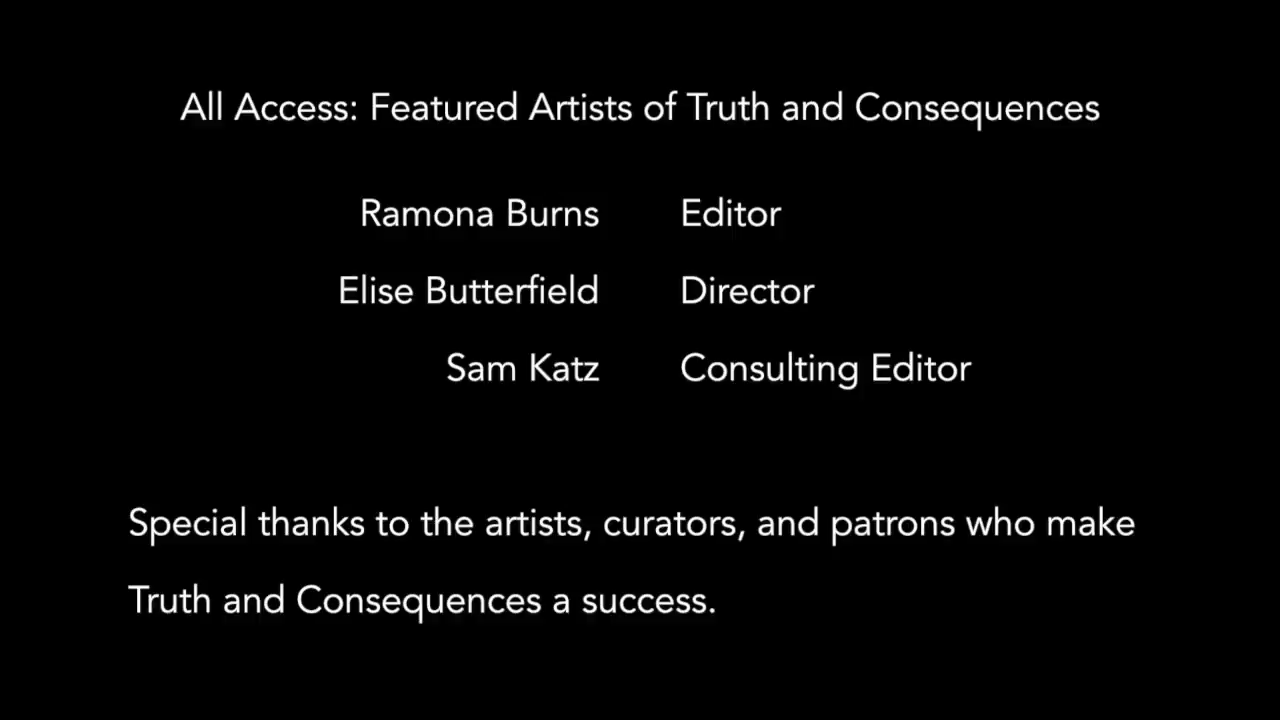 All Access: Featured Artists of Truth and Consequences
Ramona Burns Editor
Elise Butterfield Director
Sam Katz Consulting Editor
Special thanks to the artists, curators, and patrons who make
Truth and Consequences a success.